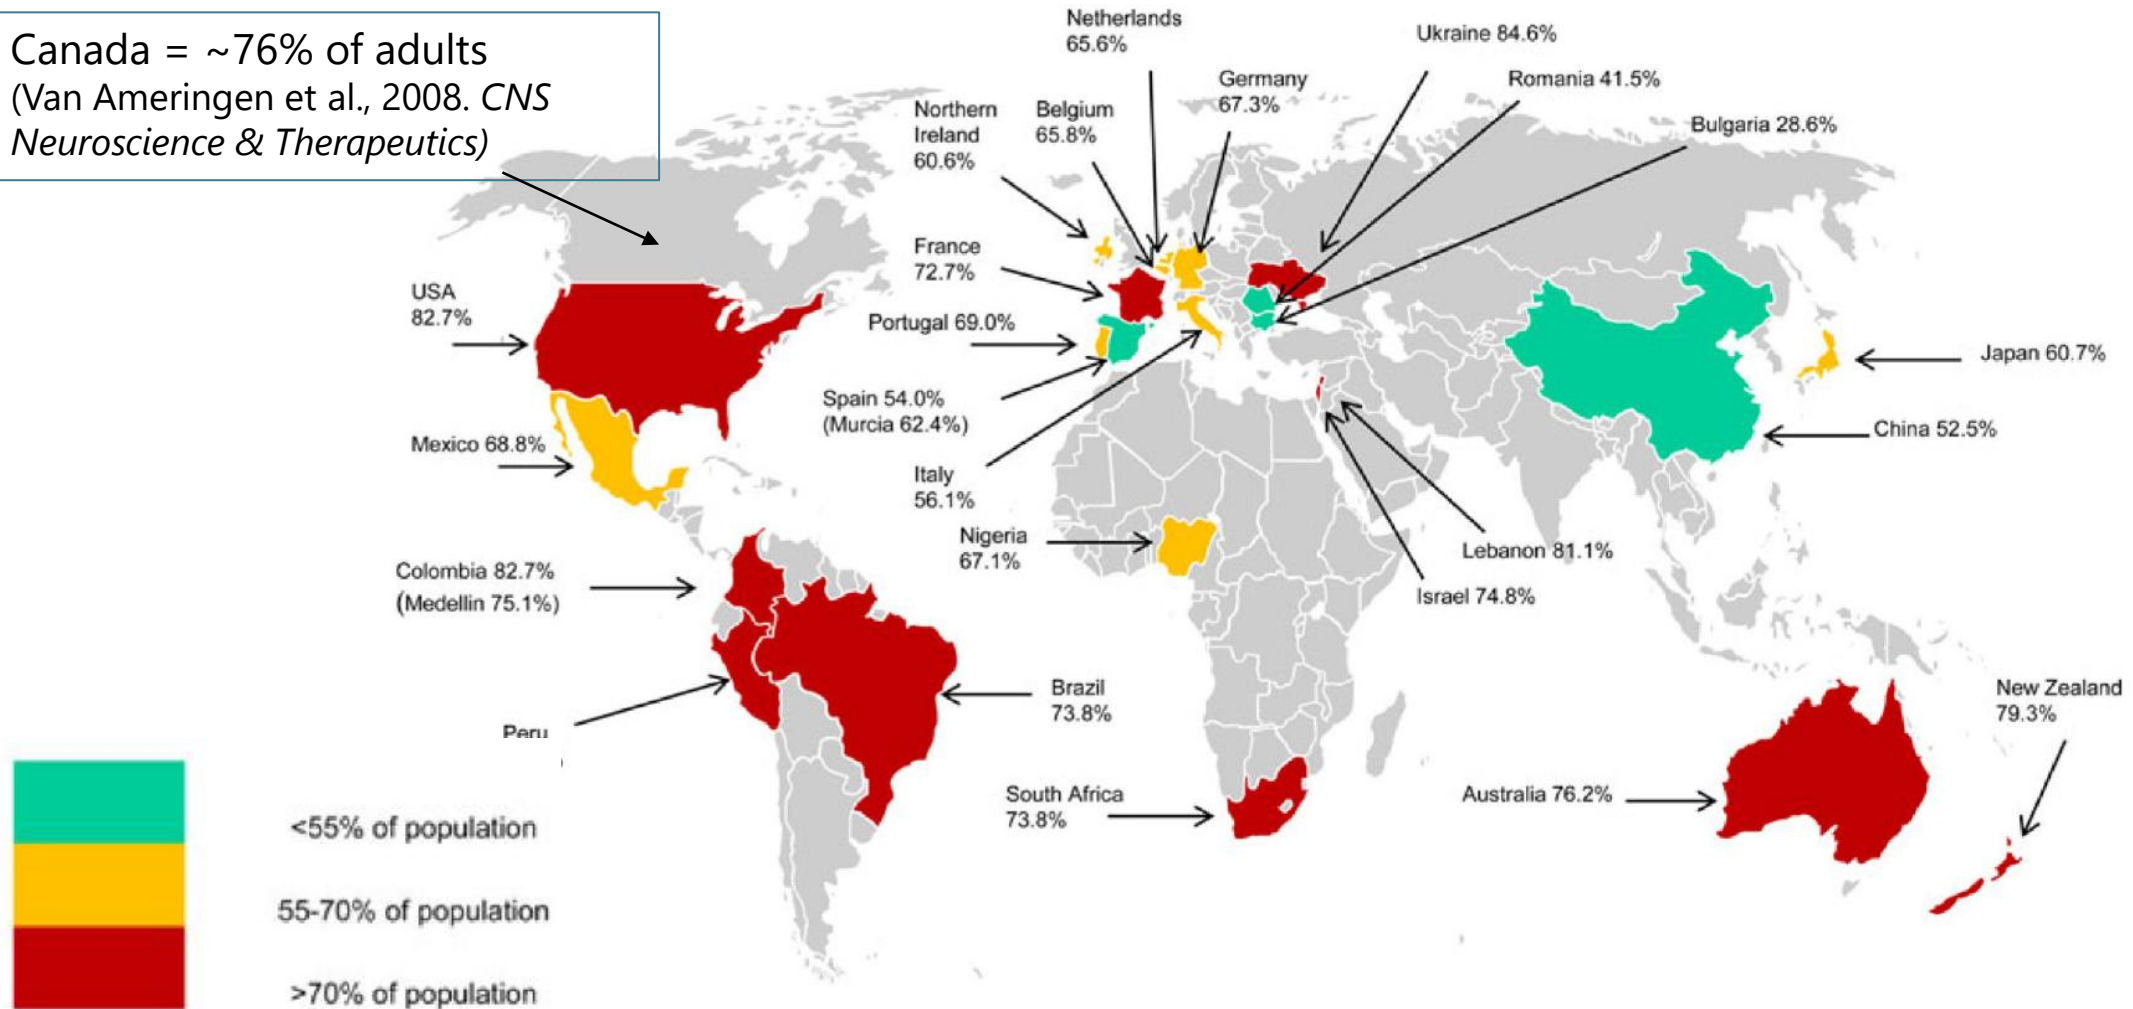 Canada = ~76% of adults
(Van Ameringen et al., 2008. CNS
Neuroscience & Therapeutics)
Netherlands
65.6%
Ukraine 84.6%
Germany
67.3%
Romania 41.5%
Northern
Ireland
60.6%
Belgium
65.8%
Bulgaria 28.6%
France
72.7%
USA
82.7%
Portugal 69.0%
Japan 60.7%
Spain 54.0%
(Murcia 62.4%)
China 52.5%
Mexico 68.8%
Italy
56.1%
Nigeria
67.1%
Lebanon 81.1%
Israel 74.8%
Colombia 82.7%
(Medellin 75.1%)
Brazil
73.8%
New Zealand
79.3%
Peru
South Africa
73.8%
Australia 76.2%
<55% of population
55-70% of population
>70% of population